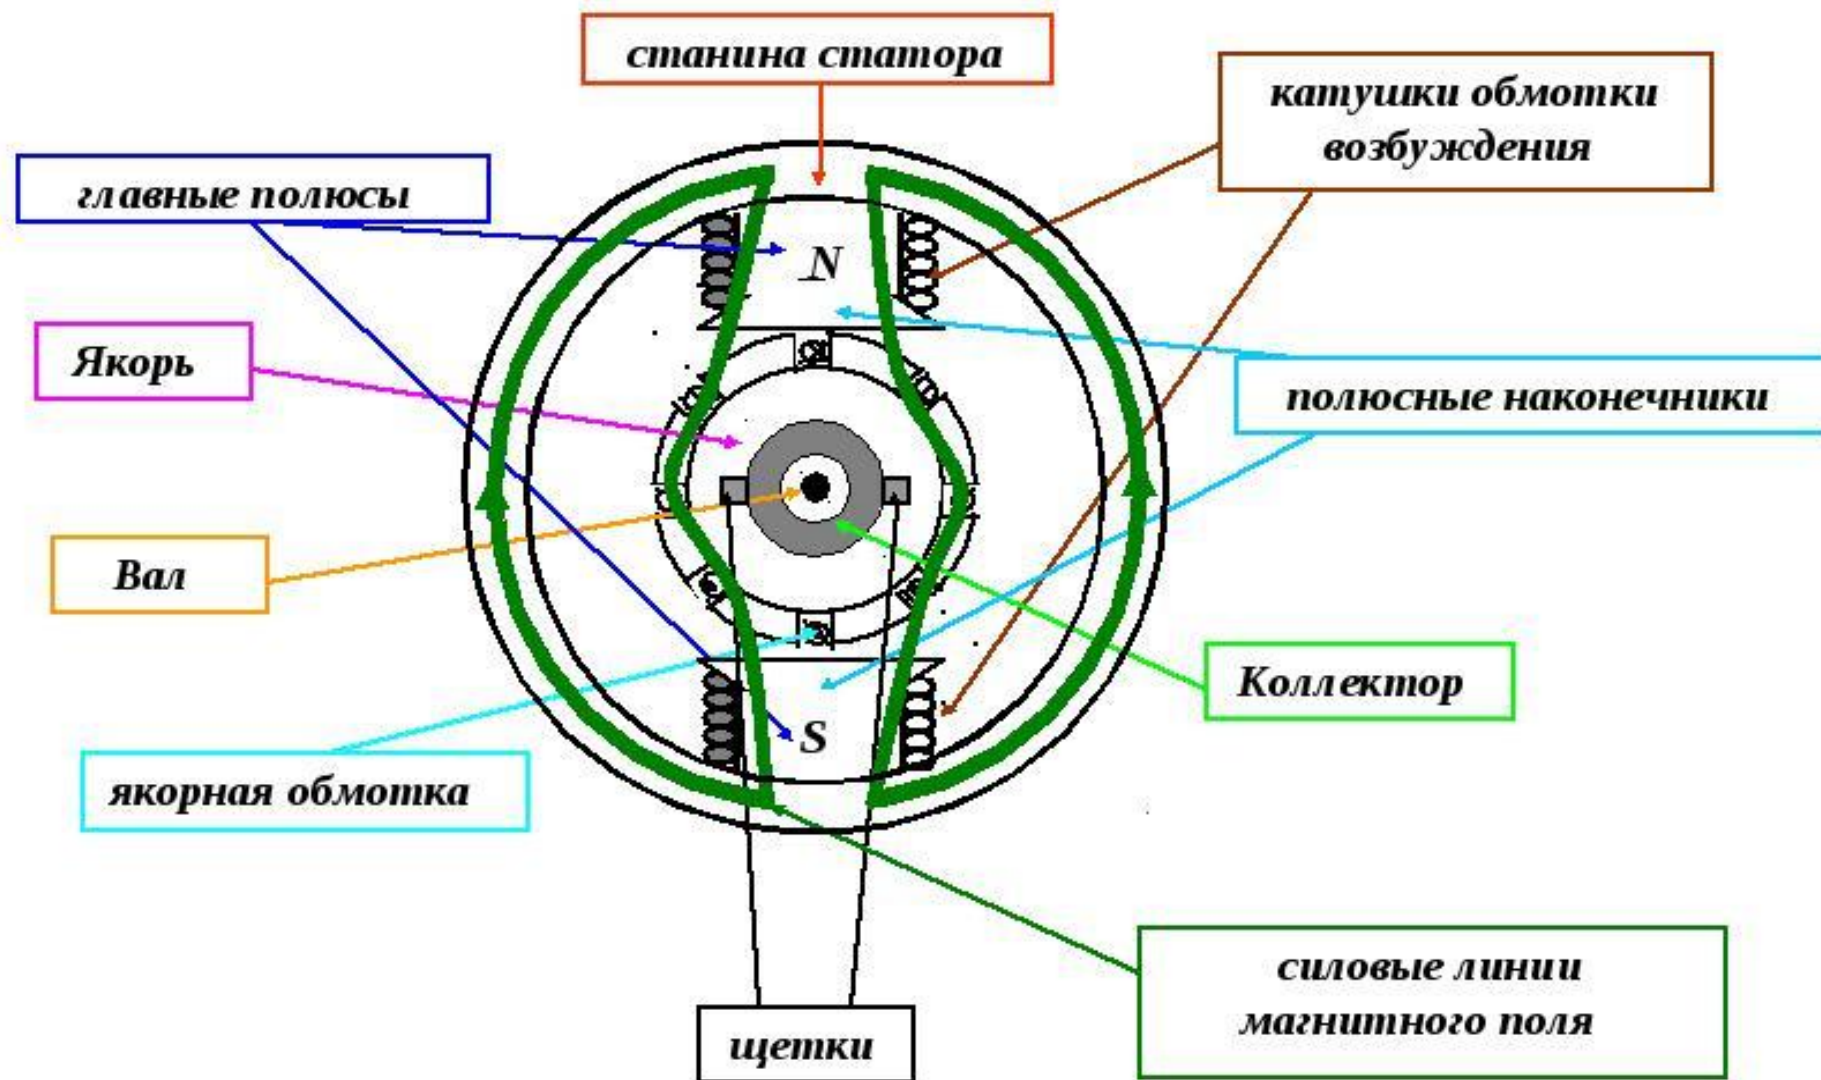 станина статора
катушки обмотки
возбуждения
главные полюсы
N
Якорь
полюсные наконечники
Вал
Коллектор
S
якорная обмотка
силовые линии
магнитного поля
щетки